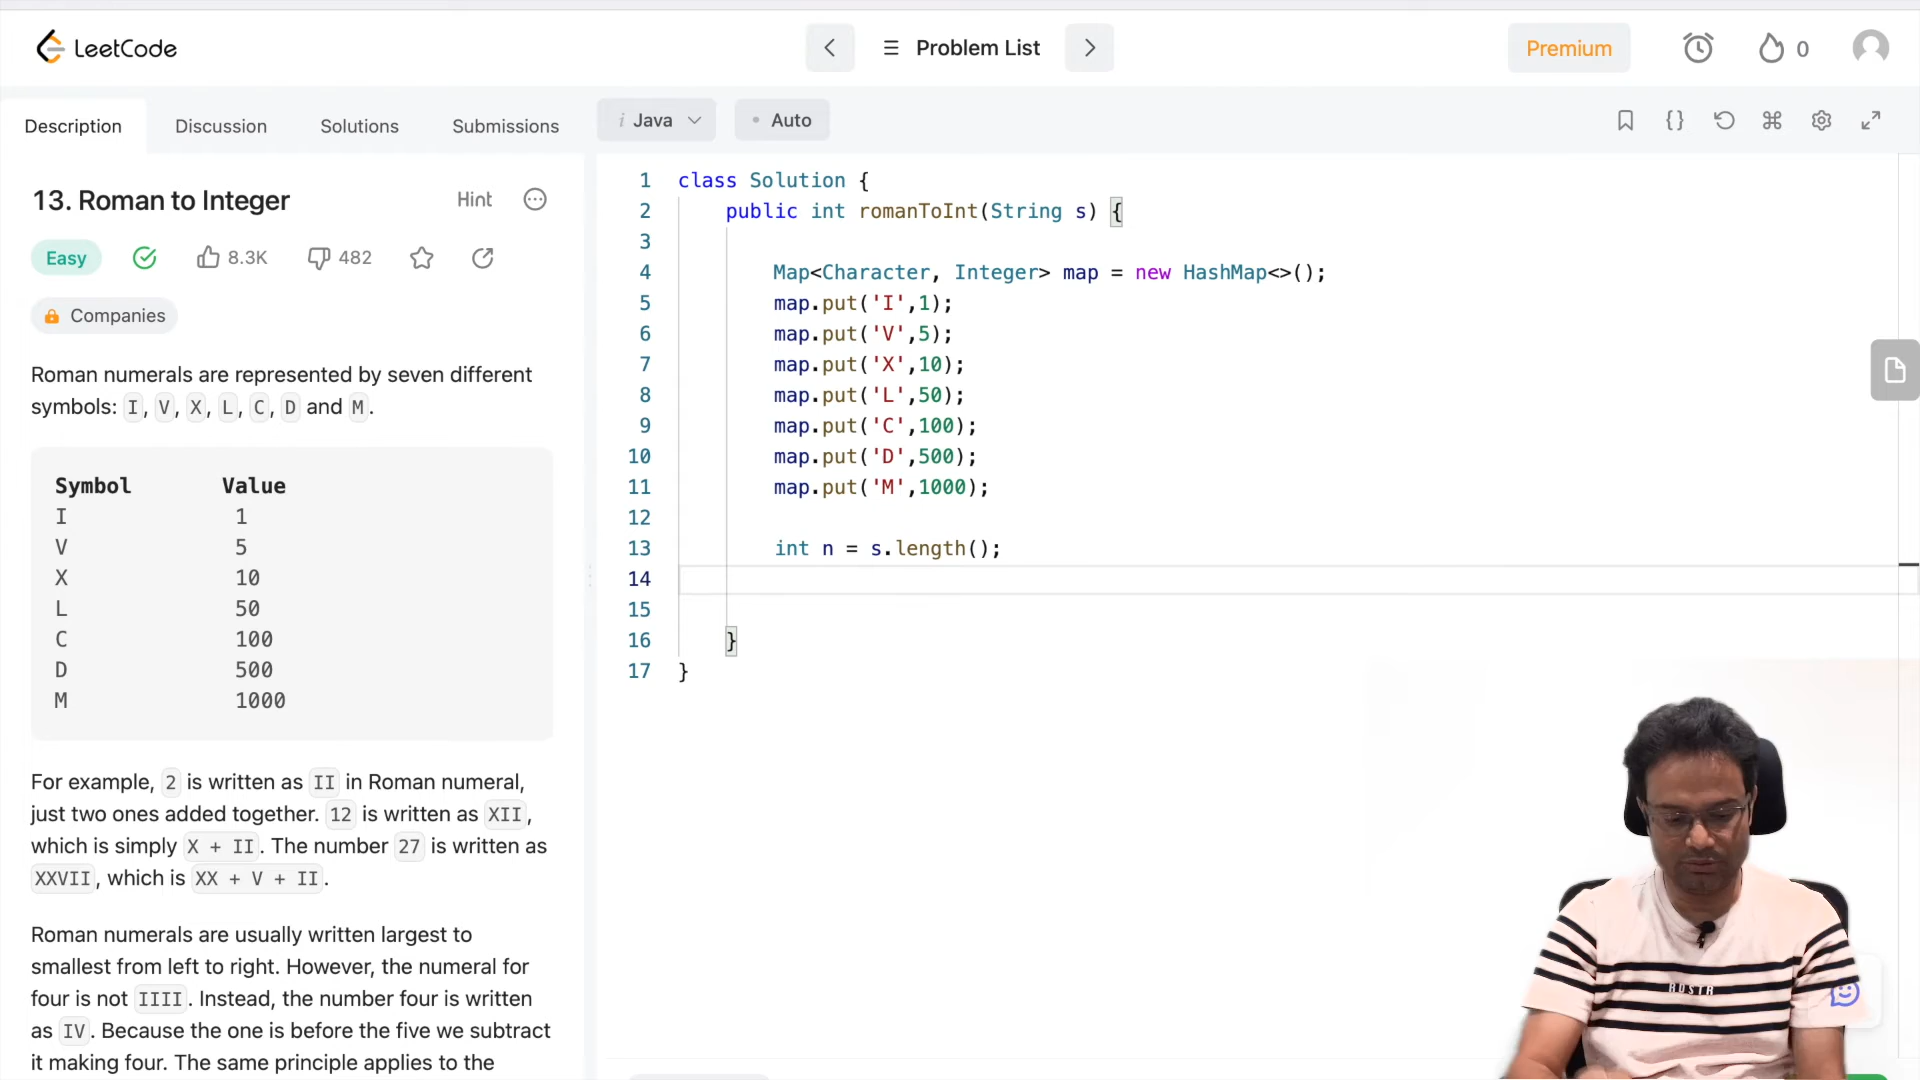 LeetCode
Problem List
Premium
0
Description Discussion Solutions Submissions
Java
Auto
13. Roman to Integer
Hint
Easy
8.3K
482
Companies
Roman numerals are represented by seven different
symbols: I, V, X, L, C, D and M.
Symbol Value
I 1
V 5
X 10
L 50
C 100
D 500
M 1000
For example, 2 is written as II in Roman numeral,
just two ones added together. 12 is written as XII,
which is simply X + II. The number 27 is written as
XXVII, which is XX + V + II.
Roman numerals are usually written largest to
smallest from left to right. However, the numeral for
four is not IIII. Instead, the number four is written
as IV. Because the one is before the five we subtract
it making four. The same principle applies to the
1 class Solution {
2 public int romanToInt(String s) {
3
4 Map<Character, Integer> map = new HashMap<>();
5 map.put('I',1);
6 map.put('V',5);
7 map.put('X',10);
8 map.put('L',50);
9 map.put('C',100);
10 map.put('D',500);
11 map.put('M',1000);
12
13 int n = s.length();
14
15
16 }
17 }